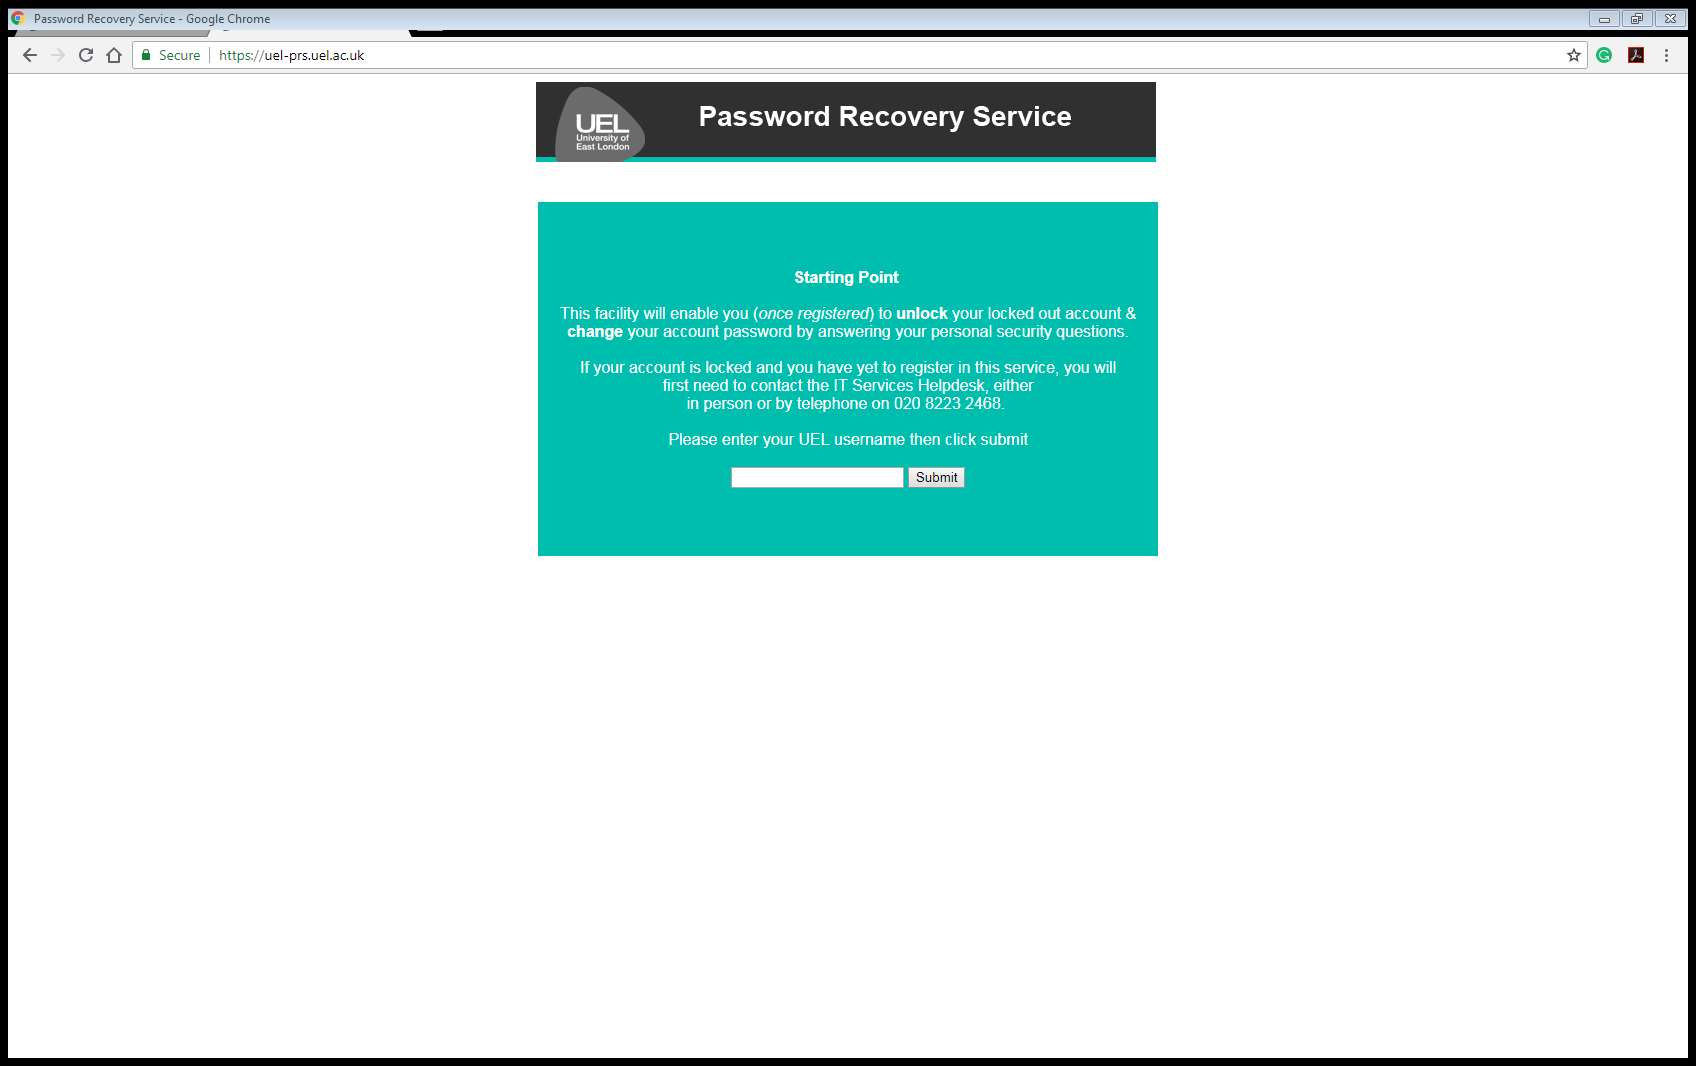 Password Recovery Service - Google Chrome
Secure https://uel-prs.uel.ac.uk
UEL
University of
East London
Password Recovery Service
Starting Point
This facility will enable you (once registered) to unlock your locked out account &
change your account password by answering your personal security questions.
If your account is locked and you have yet to register in this service, you will
first need to contact the IT Services Helpdesk, either
in person or by telephone on 020 8223 2468.
Please enter your UEL username then click submit
Submit